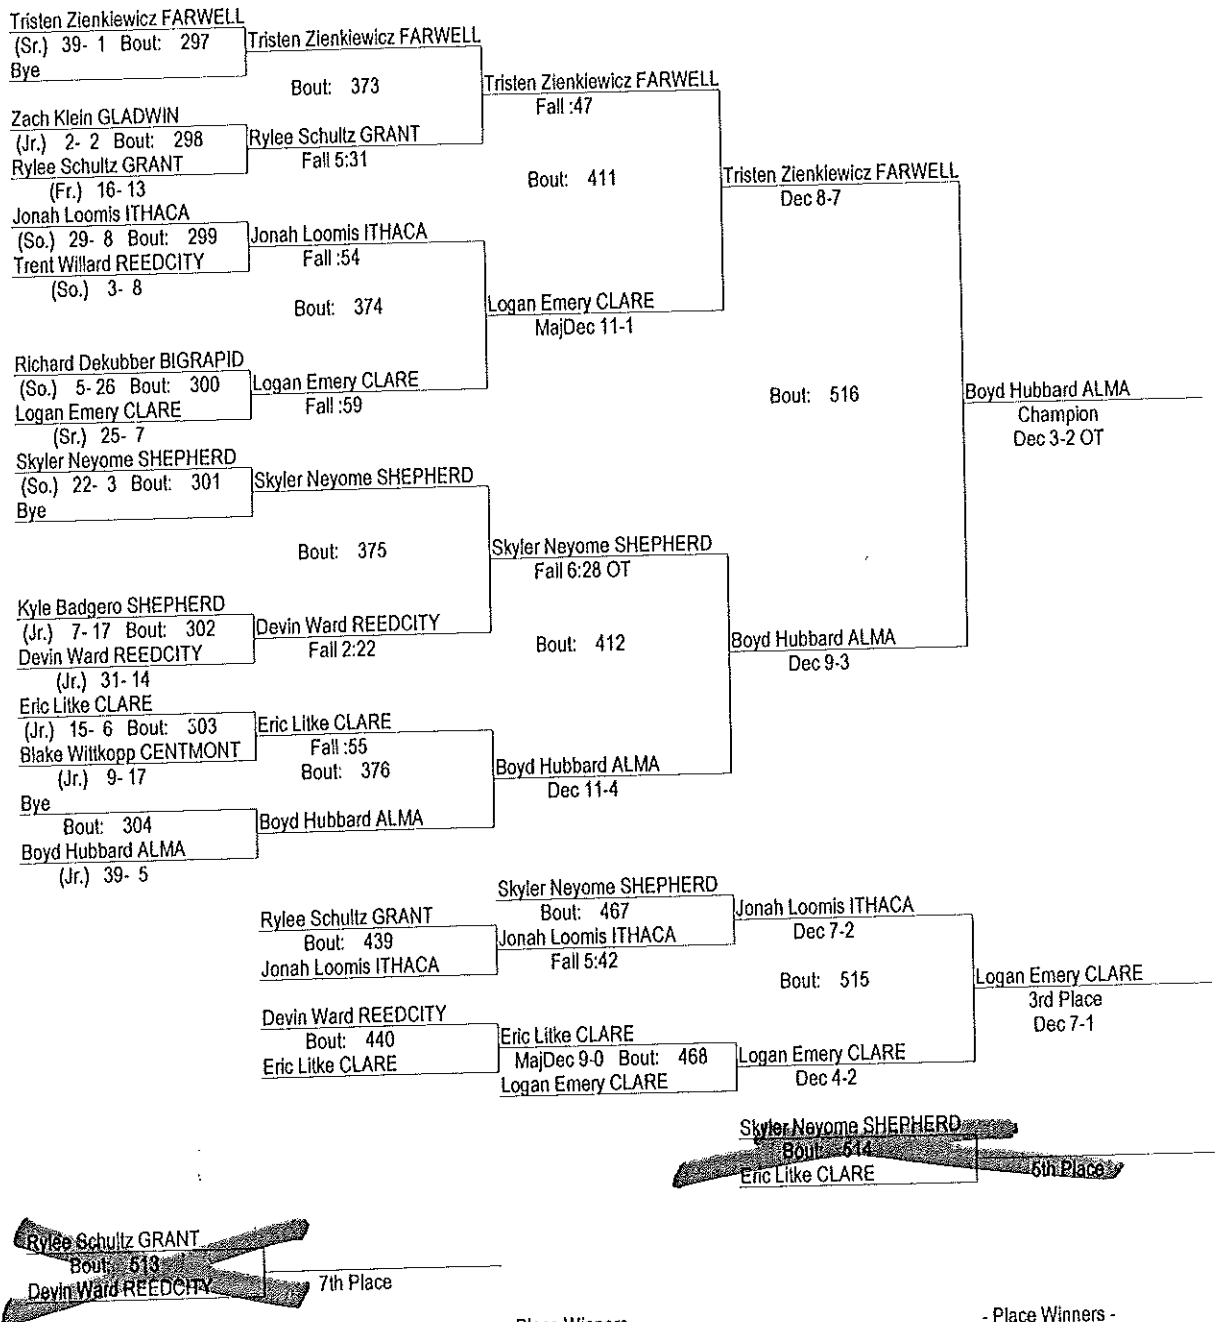 Tristen Zienkiewicz FARWELL
(Sr.) 39- 1 Bout: 297
Bye
Tristen Zienkiewicz FARWELL
Bout: 373
Tristen Zienkiewicz FARWELL
Fall :47
Zach Klein GLADWIN
(Jr.) 2- 2 Bout: 298
Rylee Schultz GRANT
(Fr.) 16- 13
Rylee Schultz GRANT
Fall 5:31
Bout: 411
Tristen Zienkiewicz FARWELL
Dec 8-7
Jonah Loomis ITHACA
(So.) 29- 8 Bout: 299
Trent Willard REEDCITY
(So.) 3- 8
Jonah Loomis ITHACA
Fall :54
Bout: 374
Logan Emery CLARE
MajDec 11-1
Richard Dekubber BIGRAPID
(So.) 5- 26 Bout: 300
Logan Emery CLARE
(Sr.) 25- 7
Logan Emery CLARE
Fall :59
Bout: 516
Boyd Hubbard ALMA
Champion
Dec 3-2 OT
Skyler Neyome SHEPHERD
(So.) 22- 3 Bout: 301
Bye
Skyler Neyome SHEPHERD
Bout: 375
Skyler Neyome SHEPHERD
Fall 6:28 OT
Kyle Badgero SHEPHERD
(Jr.) 7- 17 Bout: 302
Devin Ward REEDCITY
(Jr.) 31- 14
Devin Ward REEDCITY
Fall 2:22
Bout: 412
Boyd Hubbard ALMA
Dec 9-3
Eric Litke CLARE
(Jr.) 15- 6 Bout: 303
Blake Wittkopp CENTMONT
(Jr.) 9- 17
Eric Litke CLARE
Fall :55
Bout: 376
Boyd Hubbard ALMA
Dec 11-4
Bye
Bout: 304
Boyd Hubbard ALMA
(Jr.) 39- 5
Boyd Hubbard ALMA
Rylee Schultz GRANT
Bout: 439
Jonah Loomis ITHACA
Skyler Neyome SHEPHERD
Bout: 467
Jonah Loomis ITHACA
Fall 5:42
Jonah Loomis ITHACA
Dec 7-2
Bout: 515
Logan Emery CLARE
3rd Place
Dec 7-1
Devin Ward REEDCITY
Bout: 440
Eric Litke CLARE
Eric Litke CLARE
MajDec 9-0 Bout: 468
Logan Emery CLARE
Logan Emery CLARE
Dec 4-2
Skyler Neyome SHEPHERD
Bout: 514
Eric Litke CLARE
5th Place
Rylee Schultz GRANT
Bout: 513
Devin Ward REEDCITY
7th Place
- Place Winners -